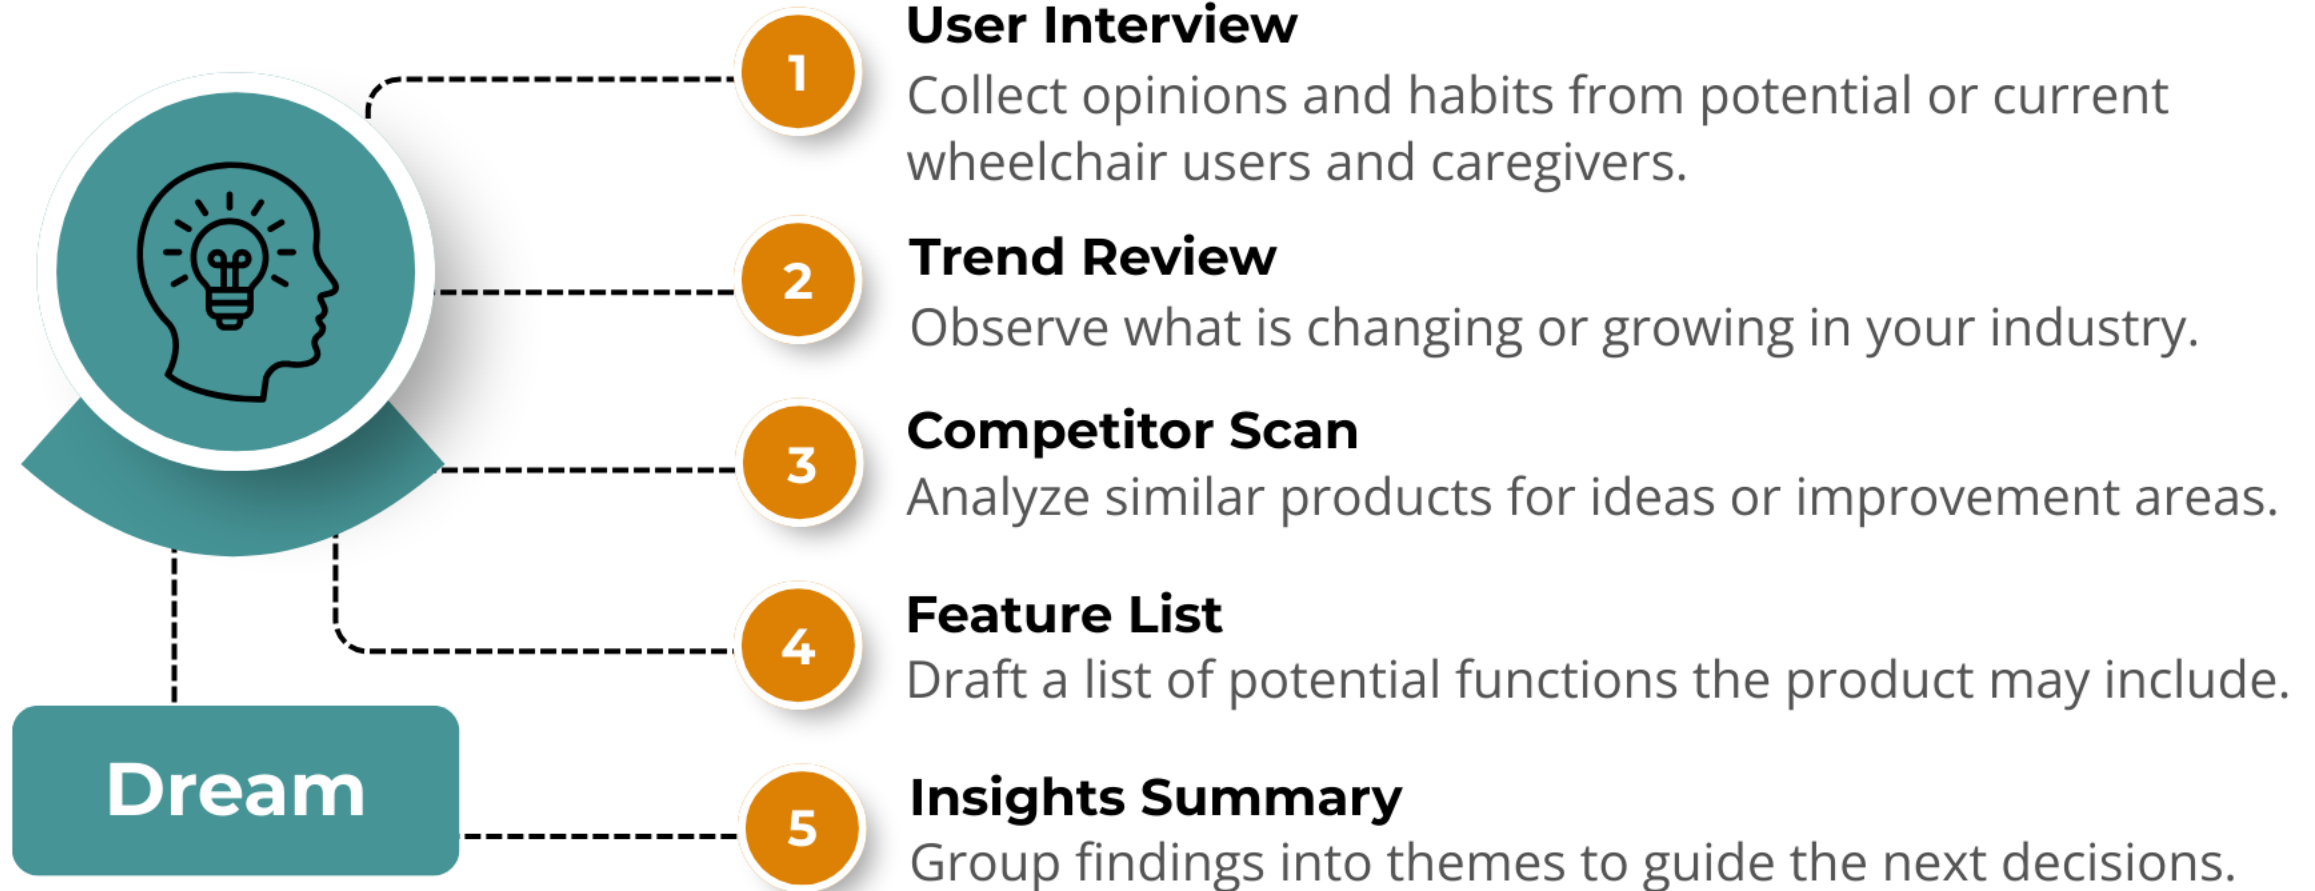 1
User Interview
Collect opinions and habits from potential or current
wheelchair users and caregivers.
2
Trend Review
Observe what is changing or growing in your industry.
3
Competitor Scan
Analyze similar products for ideas or improvement areas.
4
Feature List
Draft a list of potential functions the product may include.
Dream
5
Insights Summary
Group findings into themes to guide the next decisions.